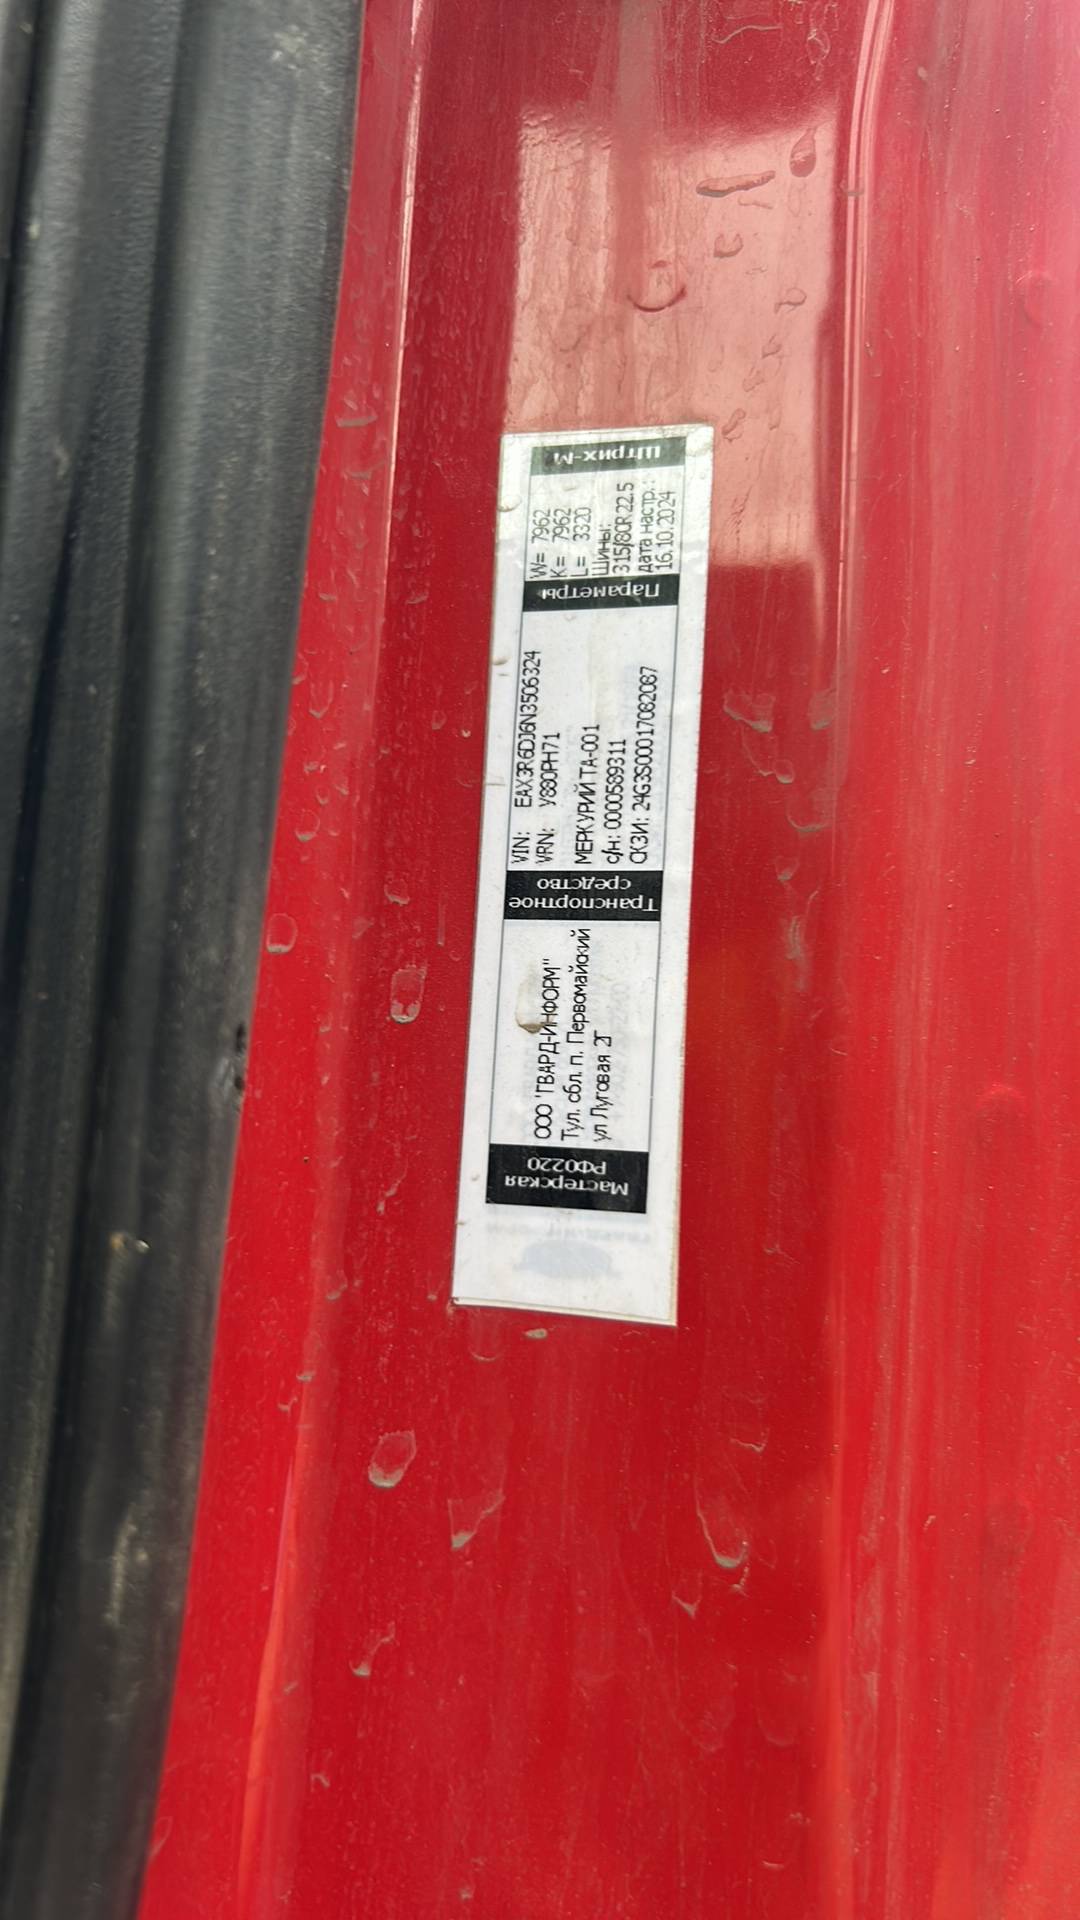 Мастерская
РФ0220
ООО "ГВАРД-ИНФОРМ"
Тул. обл. п. Первомайский
ул Луговая 2Г
Транспортное
средство
VIN: EAX3R6DJ6N3506324
VRN: У880РН71
МЕРКУРИЙ ТА-001
с/н: 0000589311
СКЗИ: 24G3S00017082087
Параметры
W= 7962
K= 7962
L= 3320
Шины:
315/80R22.5
дата настр.:
16.10.2024
Штрих-М